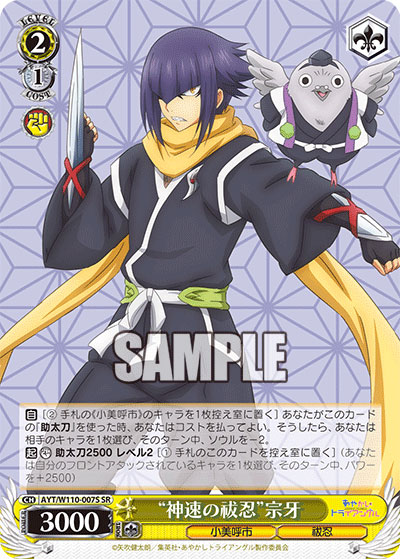 LEVEL
2
1
COST
SAMPLE
自【② 手札の《小美呼市》のキャラを1枚控え室に置く】 あなたがこのカードの「助太刀」を使った時、あなたはコストを払ってよい。そうしたら、あなたは相手のキャラを1枚選び、そのターン中、ソウルを－2。
起 助太刀2500 レベル2 [① 手札のこのカードを控え室に置く] （あなたは自分のフロントアタックされているキャラを1枚選び、そのターン中、パワーを＋2500）
CH AYT/W110-007S SR
3000
“神速の祓忍”宗牙
小美呼市
祓忍
あやかしトライアングル
©矢吹健太朗／集英社・あやかしトライアングル製作委員会